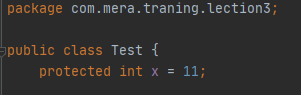 package com.mera.traning.lection3;
public class Test {
    protected int x = 11;